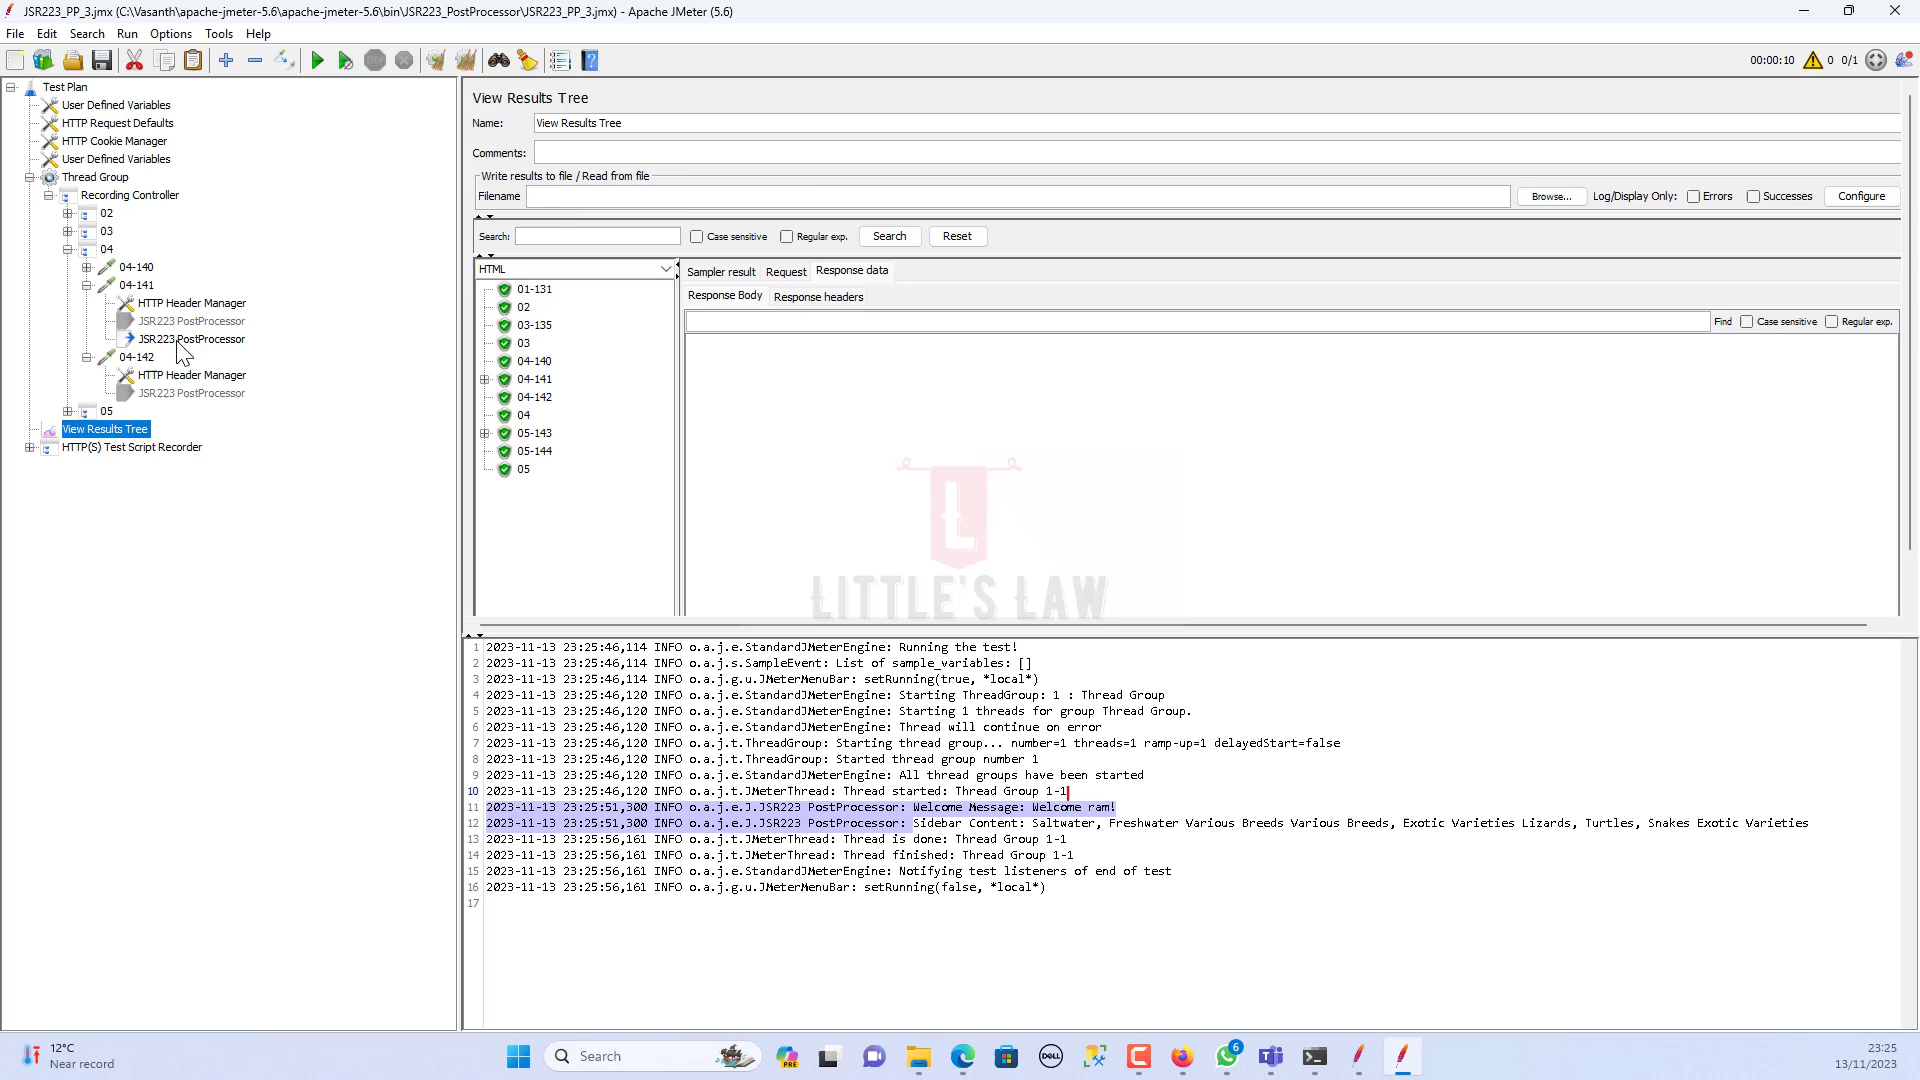 JSR223_PP_3.jmx (C:\Vasanth\apache-jmeter-5.6\apache-jmeter-5.6\bin\JSR223_PostProcessor\JSR223_PP_3.jmx) - Apache JMeter (5.6)
File Edit Search Run Options Tools Help
00:00:10 0 0/1
Test Plan
User Defined Variables
HTTP Request Defaults
HTTP Cookie Manager
User Defined Variables
Thread Group
Recording Controller
02
03
04
04-140
04-141
HTTP Header Manager
JSR223 PostProcessor
JSR223 PostProcessor
04-142
HTTP Header Manager
JSR223 PostProcessor
05
View Results Tree
HTTP(S) Test Script Recorder
View Results Tree
Name: View Results Tree
Comments:
Write results to file / Read from file
Filename Browse... Log/Display Only: Errors Successes Configure
Search: Case sensitive Regular exp. Search Reset
HTML
01-131
02
03-135
03
04-140
04-141
04-142
04
05-143
05-144
05
Sampler result Request Response data
Response Body Response headers
Find Case sensitive Regular exp.
L
LITTLE'S LAW
1 2023-11-13 23:25:46,114 INFO o.a.j.e.StandardJMeterEngine: Running the test!
2 2023-11-13 23:25:46,114 INFO o.a.j.s.SampleEvent: List of sample_variables: []
3 2023-11-13 23:25:46,114 INFO o.a.j.g.u.JMeterMenuBar: setRunning(true, *local*)
4 2023-11-13 23:25:46,120 INFO o.a.j.e.StandardJMeterEngine: Starting ThreadGroup: 1 : Thread Group
5 2023-11-13 23:25:46,120 INFO o.a.j.e.StandardJMeterEngine: Starting 1 threads for group Thread Group.
6 2023-11-13 23:25:46,120 INFO o.a.j.e.StandardJMeterEngine: Thread will continue on error
7 2023-11-13 23:25:46,120 INFO o.a.j.t.ThreadGroup: Starting thread group... number=1 threads=1 ramp-up=1 delayedStart=false
8 2023-11-13 23:25:46,120 INFO o.a.j.t.ThreadGroup: Started thread group number 1
9 2023-11-13 23:25:46,120 INFO o.a.j.e.StandardJMeterEngine: All thread groups have been started
10 2023-11-13 23:25:46,120 INFO o.a.j.t.JMeterThread: Thread started: Thread Group 1-1
11 2023-11-13 23:25:51,300 INFO o.a.j.e.J.JSR223 PostProcessor: Welcome Message: Welcome ram!
12 2023-11-13 23:25:51,300 INFO o.a.j.e.J.JSR223 PostProcessor: Sidebar Content: Saltwater, Freshwater Various Breeds Various Breeds, Exotic Varieties Lizards, Turtles, Snakes Exotic Varieties
13 2023-11-13 23:25:56,161 INFO o.a.j.t.JMeterThread: Thread is done: Thread Group 1-1
14 2023-11-13 23:25:56,161 INFO o.a.j.t.JMeterThread: Thread finished: Thread Group 1-1
15 2023-11-13 23:25:56,161 INFO o.a.j.e.StandardJMeterEngine: Notifying test listeners of end of test
16 2023-11-13 23:25:56,161 INFO o.a.j.g.u.JMeterMenuBar: setRunning(false, *local*)
17
12°C
Near record
Search
PRE
DELL
6
23:25
13/11/2023